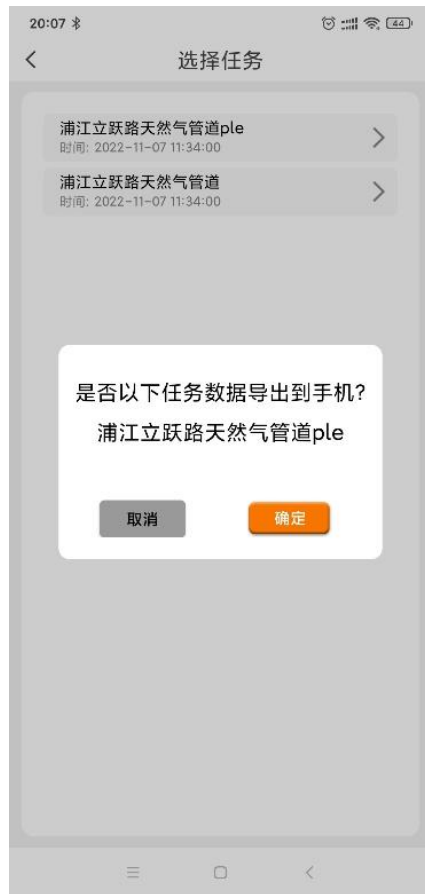 20:07
44
选择任务
浦江立跃路天然气管道ple
时间: 2022-11-07 11:34:00
浦江立跃路天然气管道
时间: 2022-11-07 11:34:00
是否以下任务数据导出到手机?
浦江立跃路天然气管道ple
取消
确定